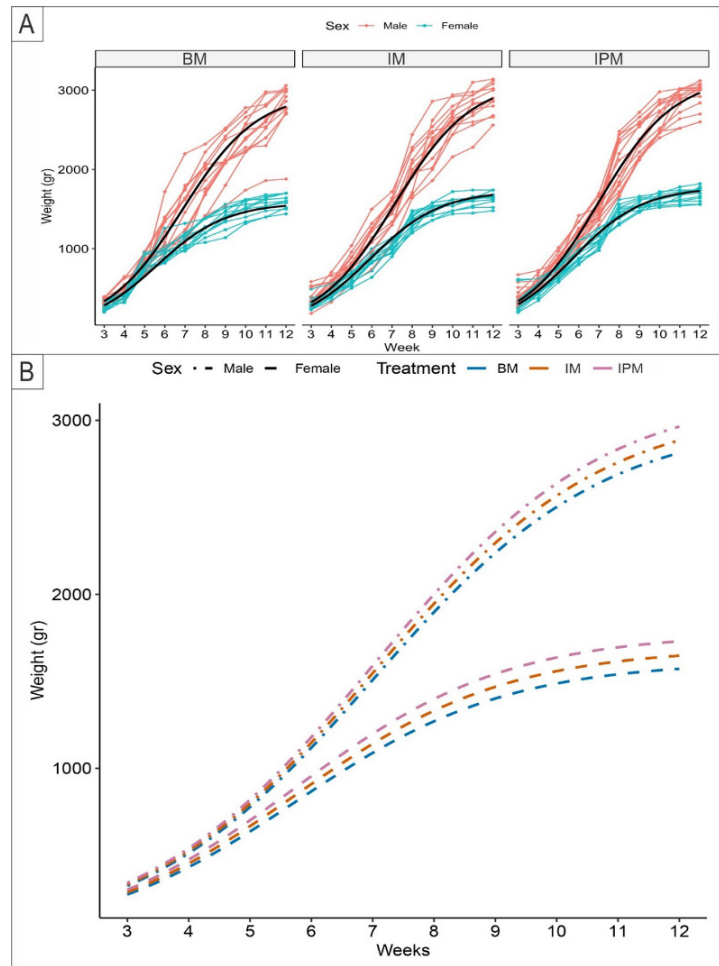 A
Sex Male Female
BM IM IPM
3000
2000
1000
Weight (gr)
3 4 5 6 7 8 9 10 11 12 3 4 5 6 7 8 9 10 11 12 3 4 5 6 7 8 9 10 11 12
Week
B
Sex Male Female Treatment BM IM IPM
3000
2000
1000
Weight (gr)
3 4 5 6 7 8 9 10 11 12
Weeks